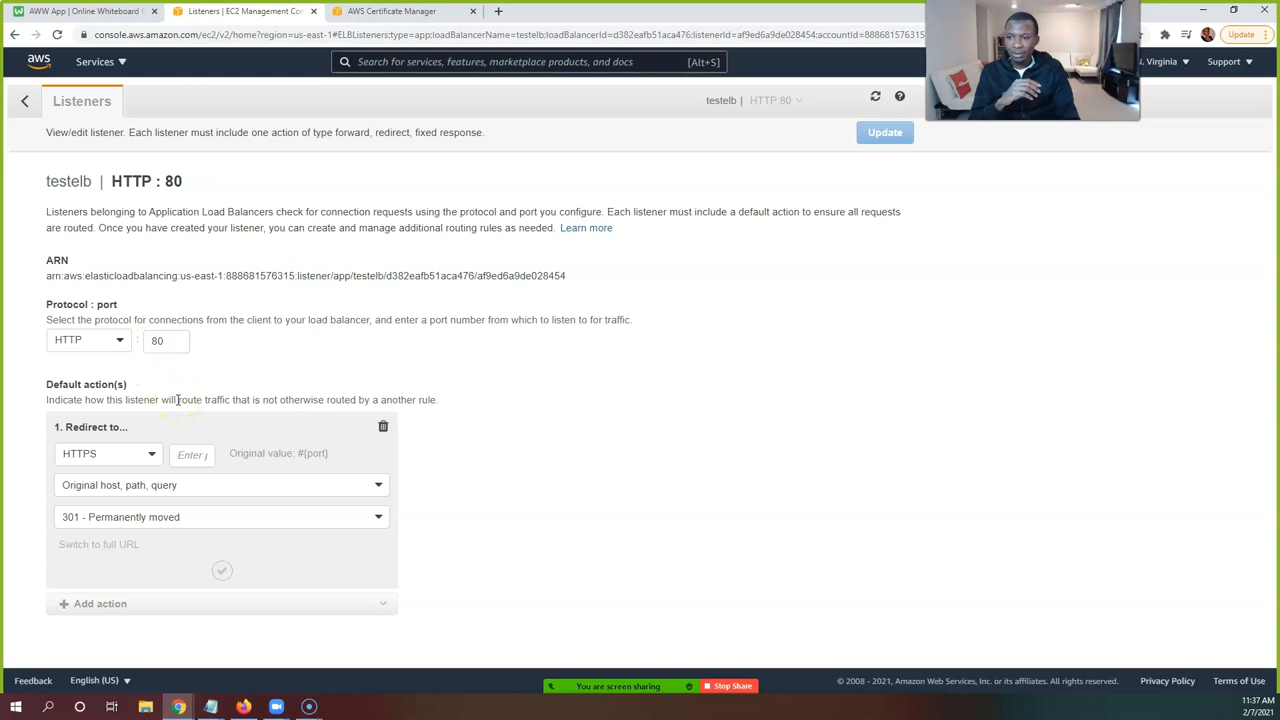 AWW App | Online Whiteboard
Listeners | EC2 Management Con
AWS Certificate Manager
console.aws.amazon.com/ec2/v2/home?region=us-east-1#ELBListeners:type=app;loadBalancerName=testelb;loadBalancerId=d382eafb51aca476;listenerId=af9ed6a9de028454;accountId=888681576315
Update
aws
Services
Search for services, features, marketplace products, and docs
[Alt+S]
N. Virginia
Support
Listeners
testelb |
HTTP:80
View/edit listener. Each listener must include one action of type forward, redirect, fixed response.
Update
testelb | HTTP : 80
Listeners belonging to Application Load Balancers check for connection requests using the protocol and port you configure. Each listener must include a default action to ensure all requests
are routed. Once you have created your listener, you can create and manage additional routing rules as needed. Learn more
ARN
arn:aws:elasticloadbalancing:us-east-1:888681576315:listener/app/testelb/d382eafb51aca476/af9ed6a9de028454
Protocol : port
Select the protocol for connections from the client to your load balancer, and enter a port number from which to listen to for traffic.
HTTP : 80
Default action(s)
Indicate how this listener will route traffic that is not otherwise routed by a another rule.
1. Redirect to...
HTTPS
Enter
Original value: #{port}
Original host, path, query
301 - Permanently moved
Switch to full URL
Add action
Feedback
English (US)
© 2008 - 2021, Amazon Web Services, Inc. or its affiliates. All rights reserved.
Privacy Policy
Terms of Use
You are screen sharing
Stop Share
11:37 AM
2/7/2021